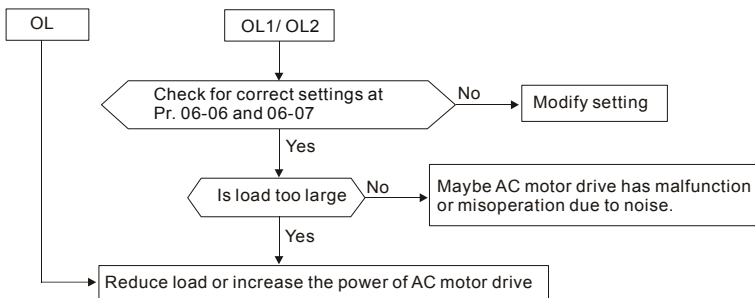 OL
OL1/ OL2
Check for correct settings at
Pr. 06-06 and 06-07
No
Modify setting
Yes
Is load too large
No
Maybe AC motor drive has malfunction
or misoperation due to noise.
Yes
Reduce load or increase the power of AC motor drive